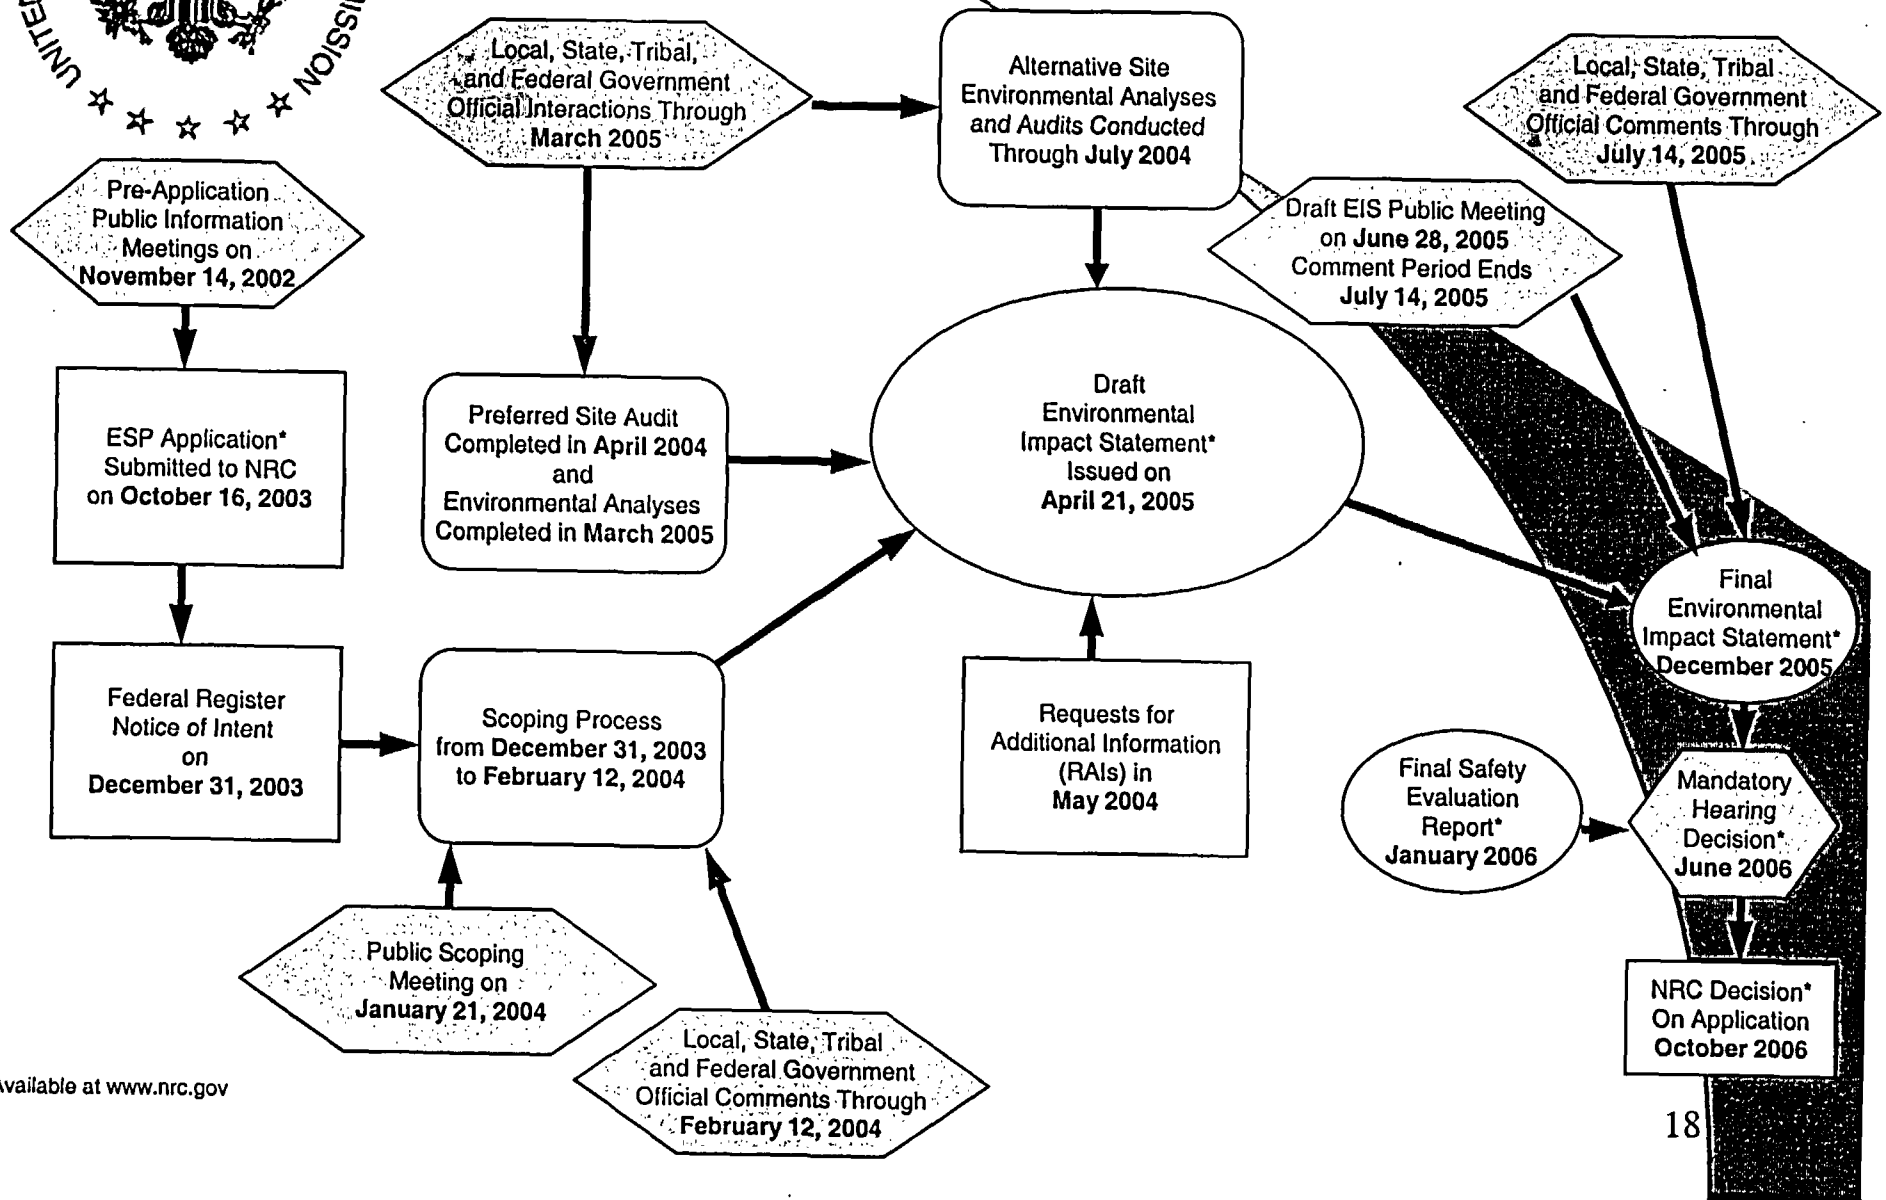 UNITE
ISSION
Local, State, Tribal,
and Federal Government
Official Interactions Through
March 2005
Alternative Site
Environmental Analyses
and Audits Conducted
Through July 2004
Local, State, Tribal
and Federal Government
Official Comments Through
July 14, 2005
Pre-Application
Public Information
Meetings on
November 14, 2002
Draft EIS Public Meeting
on June 28, 2005
Comment Period Ends
July 14, 2005
ESP Application*
Submitted to NRC
on October 16, 2003
Preferred Site Audit
Completed in April 2004
and
Environmental Analyses
Completed in March 2005
Draft
Environmental
Impact Statement*
Issued on
April 21, 2005
Final
Environmental
Impact Statement*
December 2005
Federal Register
Notice of Intent
on
December 31, 2003
Scoping Process
from December 31, 2003
to February 12, 2004
Requests for
Additional Information
(RAIs) in
May 2004
Final Safety
Evaluation
Report*
January 2006
Mandatory
Hearing
Decision*
June 2006
Public Scoping
Meeting on
January 21, 2004
NRC Decision*
On Application
October 2006
Local, State, Tribal
and Federal Government
Official Comments Through
February 12, 2004
Available at www.nrc.gov
18